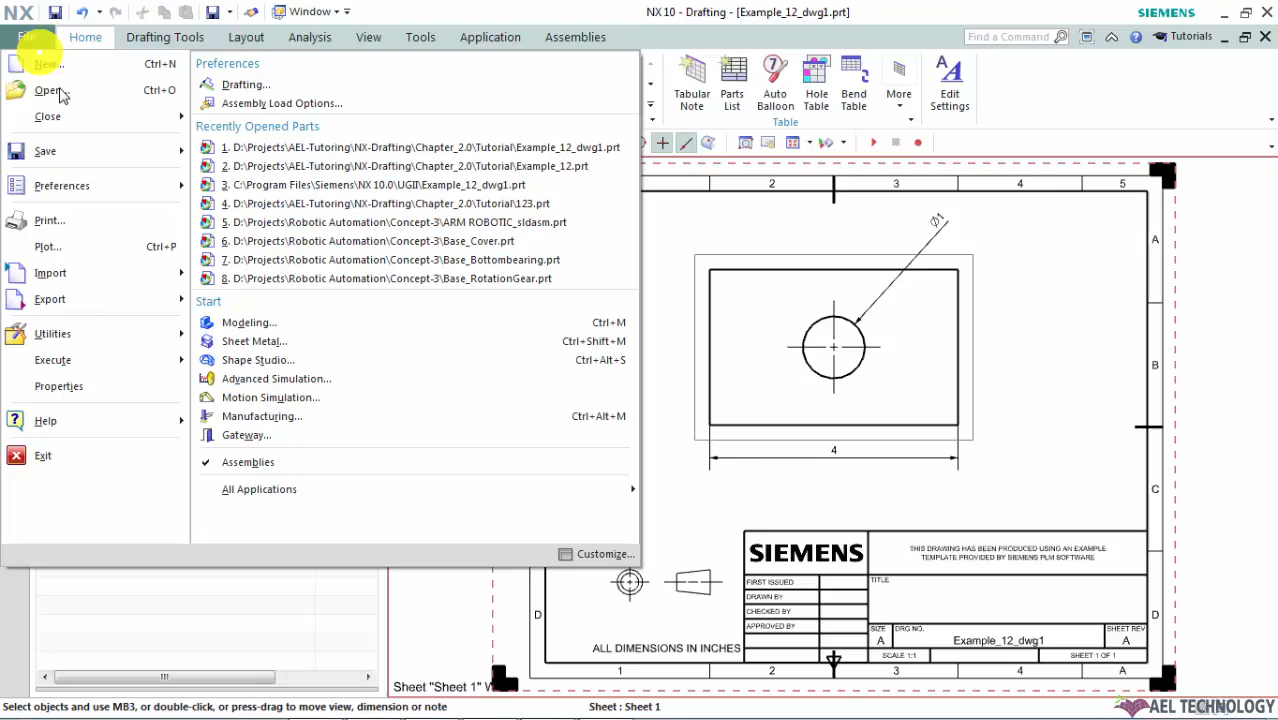 NX
Window
NX 10 - Drafting - [Example_12_dwg1.prt]
SIEMENS
Home
Drafting Tools
Layout
Analysis
View
Tools
Application
Assemblies
Find a Command
Tutorials
New... Ctrl+N
Open... Ctrl+O
Close
Save
Preferences
Print...
Plot... Ctrl+P
Import
Export
Utilities
Execute
Properties
Help
Exit
Preferences
Drafting...
Assembly Load Options...
Recently Opened Parts
1. D:\Projects\AEL-Tutoring\NX-Drafting\Chapter_2.0\Tutorial\Example_12_dwg1.prt
2. D:\Projects\AEL-Tutoring\NX-Drafting\Chapter_2.0\Tutorial\Example_12.prt
3. C:\Program Files\Siemens\NX 10.0\UGII\Example_12_dwg1.prt
4. D:\Projects\AEL-Tutoring\NX-Drafting\Chapter_2.0\Tutorial\123.prt
5. D:\Projects\Robotic Automation\Concept-3\ARM ROBOTIC_sldasm.prt
6. D:\Projects\Robotic Automation\Concept-3\Base_Cover.prt
7. D:\Projects\Robotic Automation\Concept-3\Base_Bottombearing.prt
8. D:\Projects\Robotic Automation\Concept-3\Base_RotationGear.prt
Start
Modeling... Ctrl+M
Sheet Metal... Ctrl+Shift+M
Shape Studio... Ctrl+Alt+S
Advanced Simulation...
Motion Simulation...
Manufacturing... Ctrl+Alt+M
Gateway...
Assemblies
All Applications
Customize...
Tabular Note
Parts List
Auto Balloon
Hole Table
Bend Table
More
Edit Settings
Table
2 3 4 5
A
B
C
D
Ø1
4
D
SIEMENS
THIS DRAWING HAS BEEN PRODUCED USING AN EXAMPLE
TEMPLATE PROVIDED BY SIEMENS PLM SOFTWARE
FIRST ISSUED
DRAWN BY
CHECKED BY
APPROVED BY
TITLE
SIZE DRG NO. SHEET REV
A Example_12_dwg1 A
SCALE 1:1 SHEET 1 OF 1
ALL DIMENSIONS IN INCHES
1 2 3 4 A
Sheet "Sheet 1" W
Select objects and use MB3, or double-click, or press-drag to move view, dimension or not
Sheet : Sheet 1
AEL TECHNOLOGY